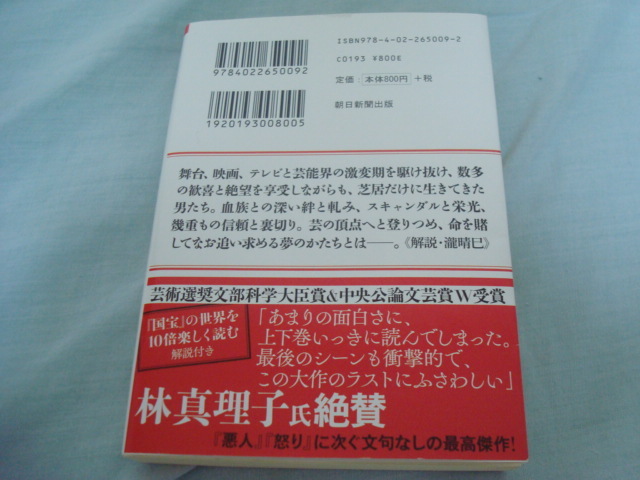 ISBN978-4-02-265009-2
C0193 ¥800E
定価：本体800円＋税
朝日新聞出版
9784022650092
1920193008005
舞台、映画、テレビと芸能界の激変期を駆け抜け、数多
の歓喜と絶望を享受しながらも、芝居だけに生きてきた
男たち。血族との深い絆と軋み、スキャンダルと栄光、
幾重もの信頼と裏切り。芸の頂点へと登りつめ、命を賭
してなお追い求める夢のかたちとは――。《解説・瀧晴巳》
芸術選奨文部科学大臣賞&中央公論文芸賞W受賞
「国宝」の世界を
10倍楽しく読む
解説付き
「あまりの面白さに、
上下巻いっきに読んでしまった。
最後のシーンも衝撃的で、
この大作のラストにふさわしい」
林真理子氏絶賛
『悪人』『怒り』に次ぐ文句なしの最高傑作！